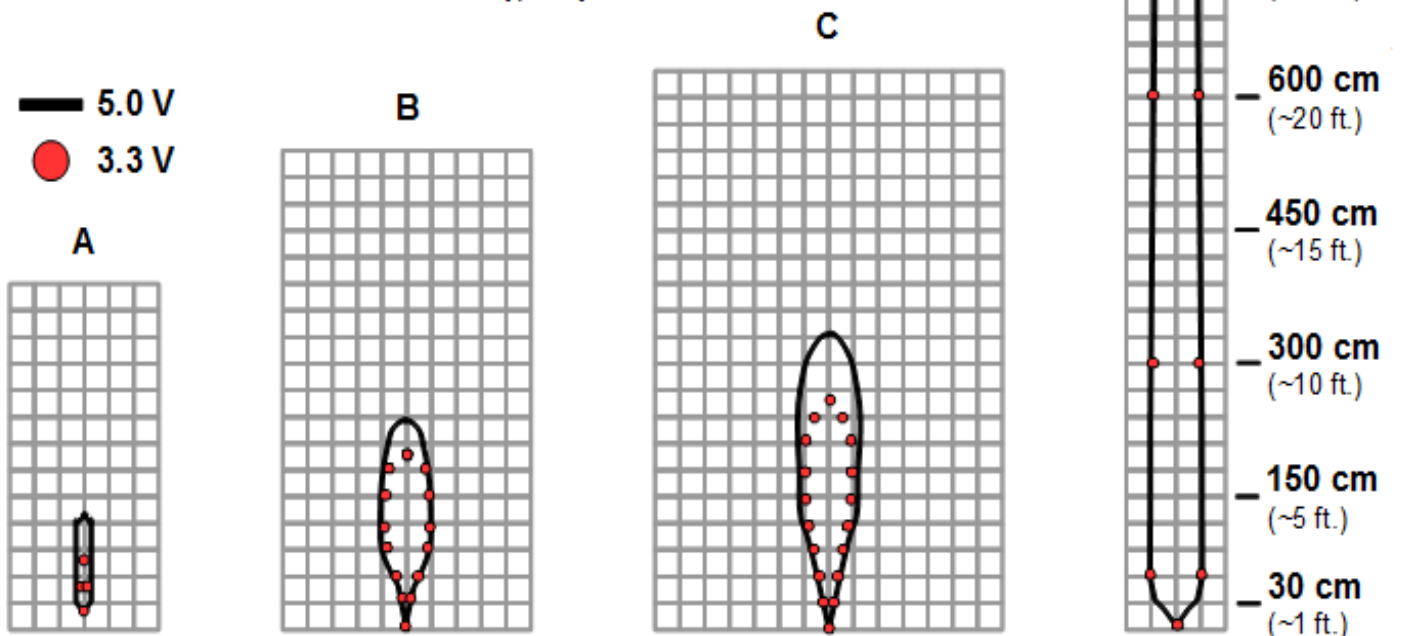 C
600 cm
(~20 ft.)
5.0 V
B
3.3 V
450 cm
(~15 ft.)
A
300 cm
(~10 ft.)
150 cm
(~5 ft.)
30 cm
(~1 ft.)